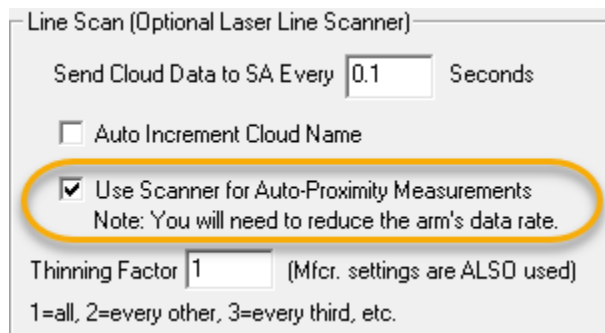 Line Scan (Optional Laser Line Scanner)
Send Cloud Data to SA Every 0.1 Seconds
Auto Increment Cloud Name
Use Scanner for Auto-Proximity Measurements
Note: You will need to reduce the arm's data rate.
Thinning Factor 1 (Mfcr. settings are ALSO used)
1=all, 2=every other, 3=every third, etc.